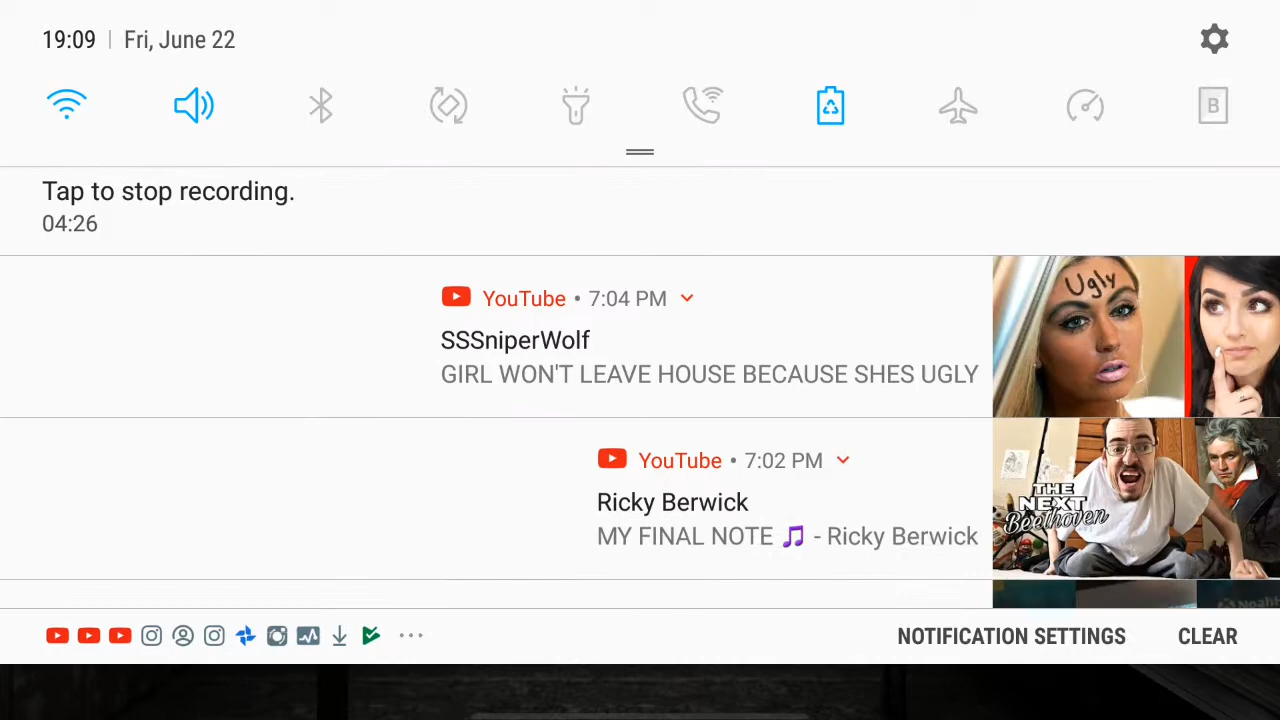 19:09 | Fri, June 22
B
Tap to stop recording.
04:26
YouTube • 7:04 PM
SSSniperWolf
GIRL WON'T LEAVE HOUSE BECAUSE SHES UGLY
Ugly
YouTube • 7:02 PM
Ricky Berwick
MY FINAL NOTE 🎵 - Ricky Berwick
THE NEXT
Beethoven
NOTIFICATION SETTINGS
CLEAR